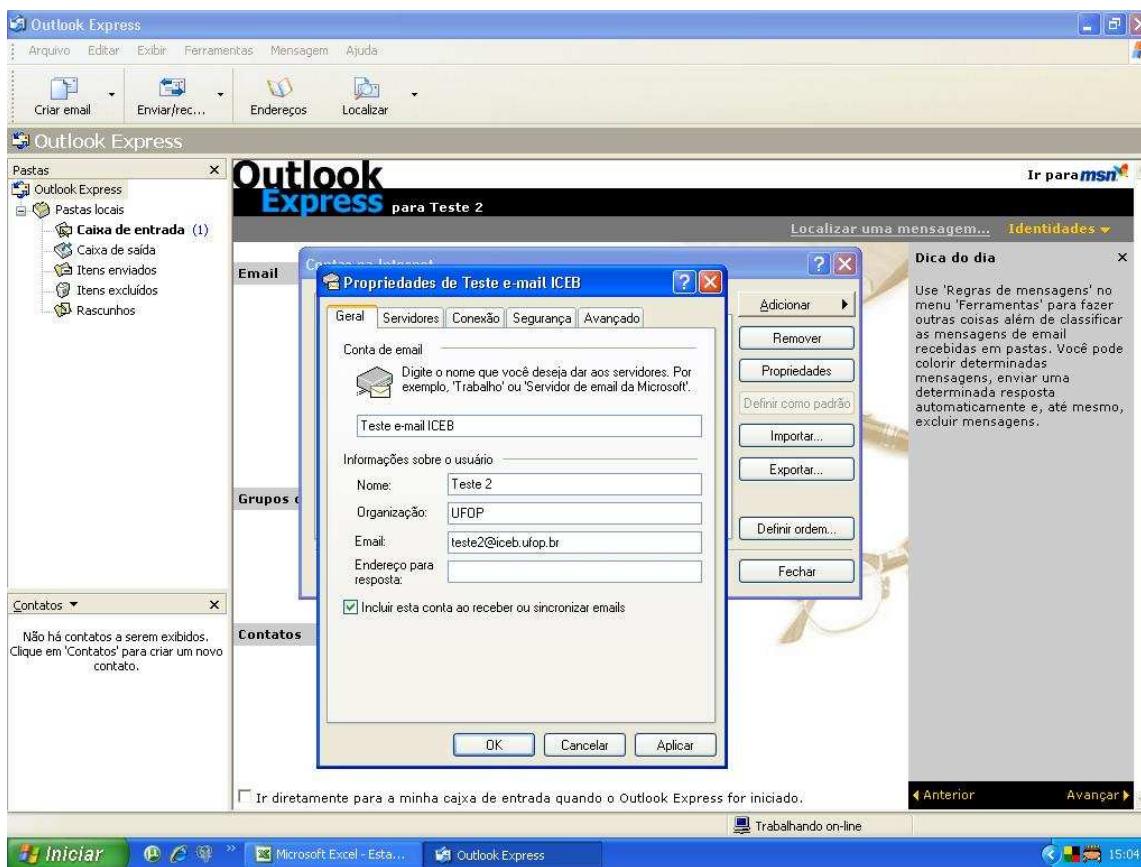 Outlook Express
Arquivo Editar Exibir Ferramentas Mensagem Ajuda
Criar email
Enviar/rec...
Endereços
Localizar
Outlook Express
Pastas
Outlook Express
Pastas locais
Caixa de entrada (1)
Caixa de saída
Itens enviados
Itens excluídos
Rascunhos
Contatos
Não há contatos a serem exibidos.
Clique em 'Contatos' para criar um novo
contato.
Outlook
Express para Teste 2
Ir para msn
Localizar uma mensagem... Identidades
Email
Grupos
Contatos
Contas na Internet
Adicionar
Remover
Propriedades
Definir como padrão
Importar...
Exportar...
Definir ordem...
Fechar
Propriedades de Teste e-mail ICEB
Geral Servidores Conexão Segurança Avançado
Conta de email
Digite o nome que você deseja dar aos servidores. Por
exemplo, 'Trabalho' ou 'Servidor de email da Microsoft'.
Teste e-mail ICEB
Informações sobre o usuário
Nome: Teste 2
Organização: UFOP
Email: teste2@iceb.ufop.br
Endereço para
resposta:
Incluir esta conta ao receber ou sincronizar emails
OK Cancelar Aplicar
Dica do dia
Use 'Regras de mensagens' no
menu 'Ferramentas' para fazer
outras coisas além de classificar
as mensagens de email
recebidas em pastas. Você pode
colorir determinadas
mensagens, enviar uma
determinada resposta
automaticamente e, até mesmo,
excluir mensagens.
Anterior Avançar
Ir diretamente para a minha caixa de entrada quando o Outlook Express for iniciado.
Trabalhando on-line
Iniciar
Microsoft Excel - Esta...
Outlook Express
15:04